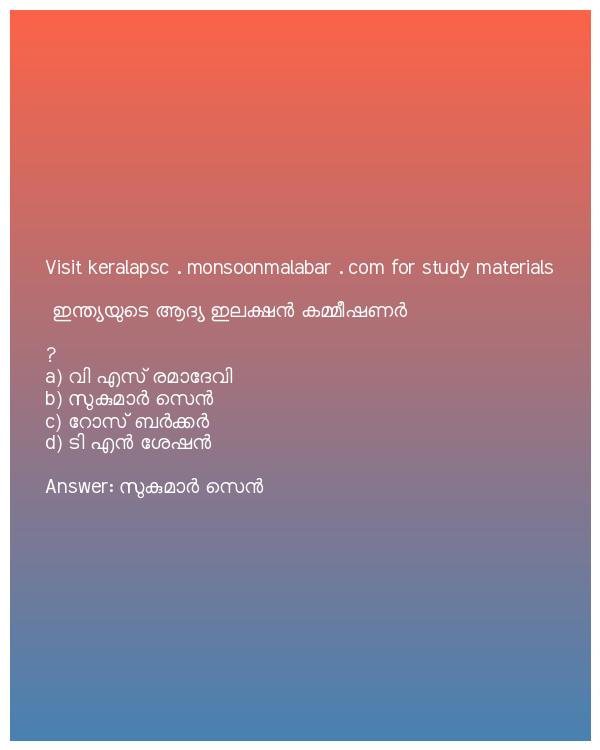 Visit keralapsc . monsoonmalabar . com for study materials
ഇന്ത്യയുടെ ആദ്യ ഇലക്ഷൻ കമ്മീഷണർ
?
a) വി എസ് രമാദേവി
b) സുകുമാർ സെൻ
c) റോസ് ബർക്കർ
d) ടി എൻ ശേഷൻ
Answer: സുകുമാർ സെൻ